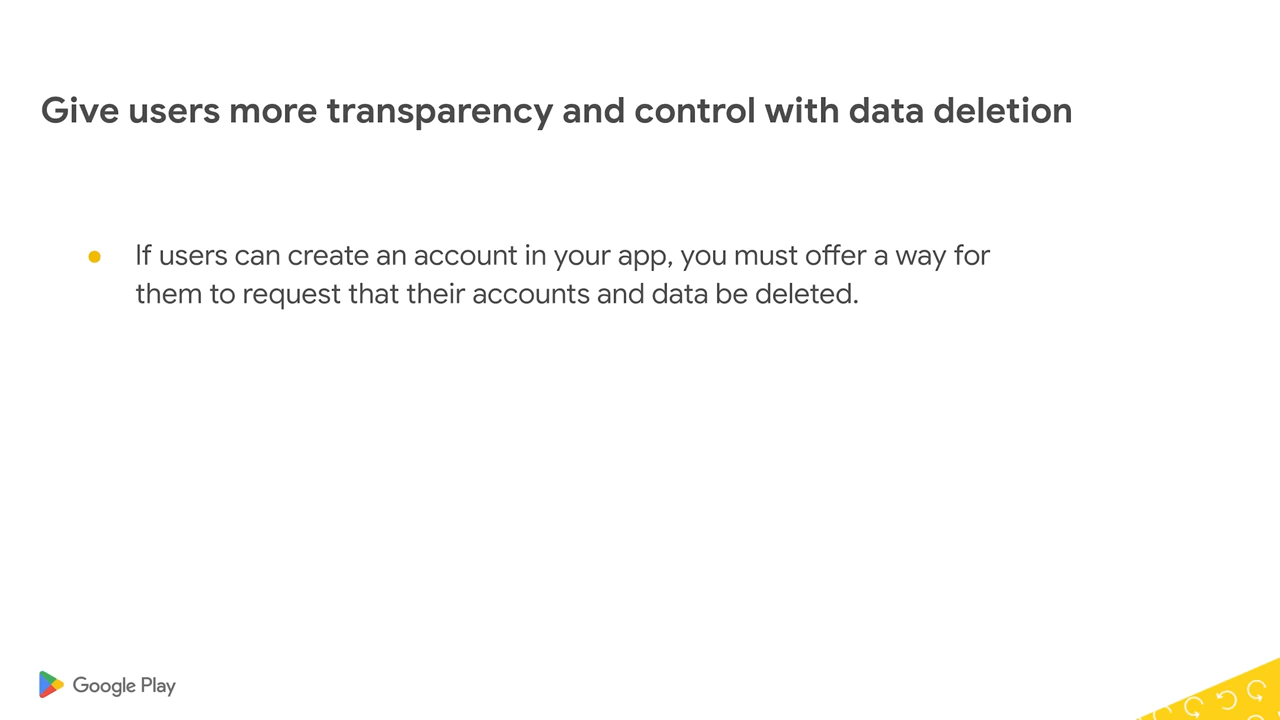 Give users more transparency and control with data deletion
● If users can create an account in your app, you must offer a way for
them to request that their accounts and data be deleted.
Google Play